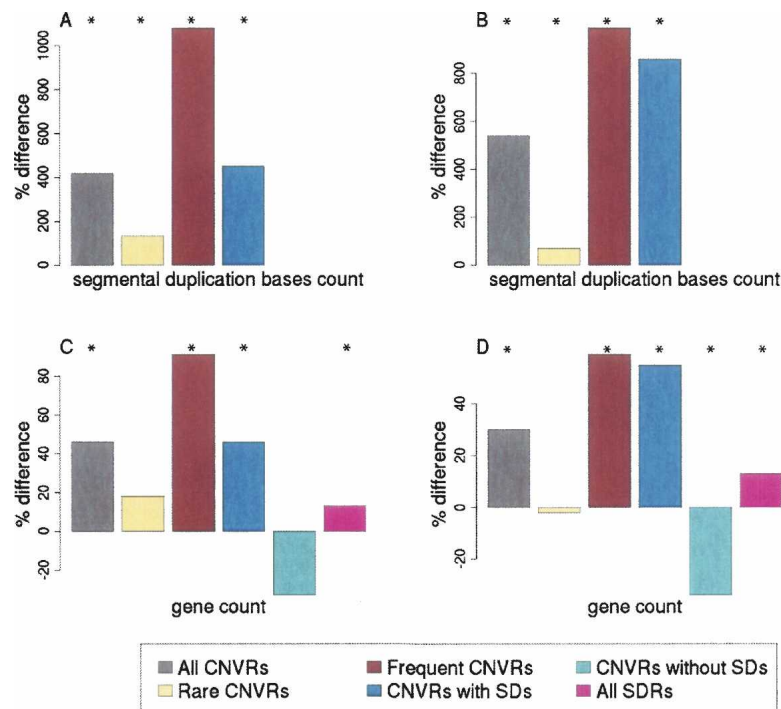 A * * * *
% difference
0 200 400 600 800 1000
segmental duplication bases count
B * * * *
% difference
0 200 400 600 800
segmental duplication bases count
C * * * *
% difference
-20 0 20 40 60 80
gene count
D * * * * *
% difference
-20 0 20 40
gene count
All CNVRs
Rare CNVRs
Frequent CNVRs
CNVRs with SDs
CNVRs without SDs
All SDRs